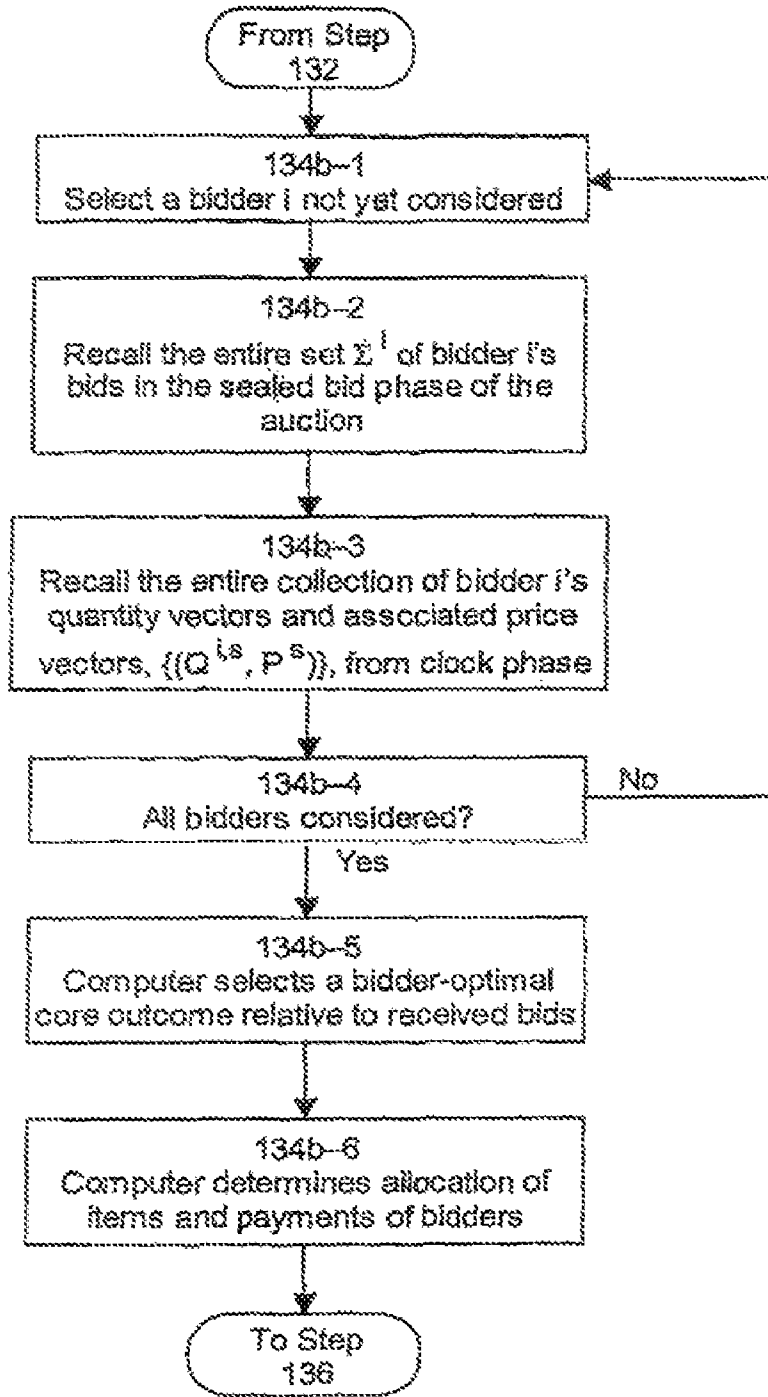 From Step
132
134b-1
Select a bidder i not yet considered
134b-2
Recall the entire set Σ^i of bidder i's
bids in the sealed bid phase of the
auction
134b-3
Recall the entire collection of bidder i's
quantity vectors and associated price
vectors, {(Q^i,s, P^s)}, from clock phase
134b-4
All bidders considered?
No
Yes
134b-5
Computer selects a bidder-optimal
core outcome relative to received bids
134b-6
Computer determines allocation of
items and payments of bidders
To Step
136